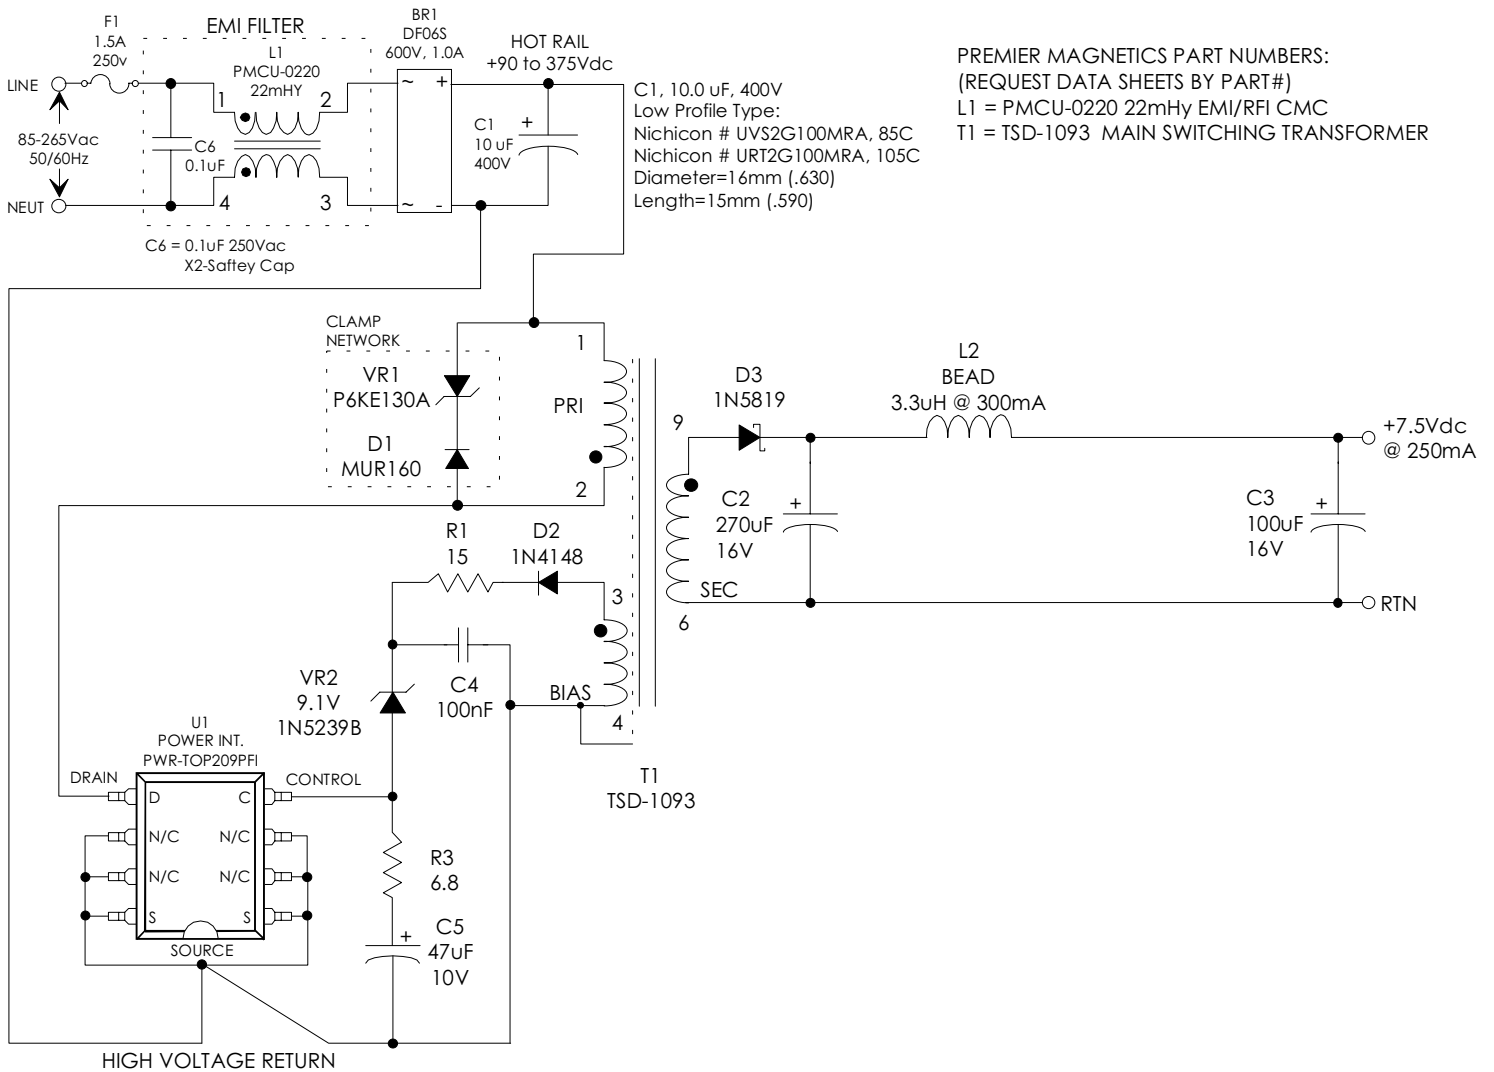 F1
1.5A
250v
EMI FILTER
L1
PMCU-0220
22mHY
BR1
DF06S
600V, 1.0A
HOT RAIL
+90 to 375Vdc
LINE
85-265Vac
50/60Hz
NEUT
1
2
4
3
C6
0.1uF
~
+
~
-
C1
10 uF
400V
+
C6 = 0.1uF 250Vac
X2-Saftey Cap
C1, 10.0 uF, 400V
Low Profile Type:
Nichicon # UVS2G100MRA, 85C
Nichicon # URT2G100MRA, 105C
Diameter=16mm (.630)
Length=15mm (.590)
PREMIER MAGNETICS PART NUMBERS:
(REQUEST DATA SHEETS BY PART#)
L1 = PMCU-0220 22mHy EMI/RFI CMC
T1 = TSD-1093 MAIN SWITCHING TRANSFORMER
CLAMP
NETWORK
VR1
P6KE130A
D1
MUR160
1
PRI
2
9
SEC
6
D3
1N5819
L2
BEAD
3.3uH @ 300mA
+7.5Vdc
@ 250mA
C2
270uF
16V
+
C3
100uF
16V
+
RTN
R1
15
D2
1N4148
3
BIAS
4
C4
100nF
VR2
9.1V
1N5239B
T1
TSD-1093
U1
POWER INT.
PWR-TOP209PFI
DRAIN
CONTROL
D
C
N/C
N/C
N/C
N/C
S
S
SOURCE
R3
6.8
+
C5
47uF
10V
HIGH VOLTAGE RETURN